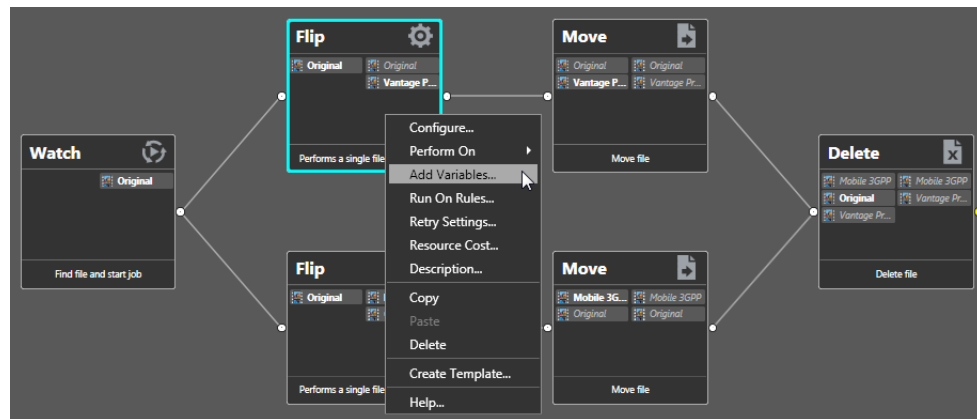 Flip
Original
Original
Vantage P...
Performs a single file
Move
Original
Original
Vantage P...
Vantage Pr...
Move file
Watch
Original
Find file and start job
Configure...
Perform On
Add Variables...
Run On Rules...
Retry Settings...
Resource Cost...
Description...
Copy
Paste
Delete
Create Template...
Help...
Delete
Mobile 3GPP
Mobile 3GPP
Original
Vantage Pr...
Vantage Pr...
Delete file
Flip
Original
Performs a single file
Move
Mobile 3G...
Mobile 3GPP
Original
Original
Move file